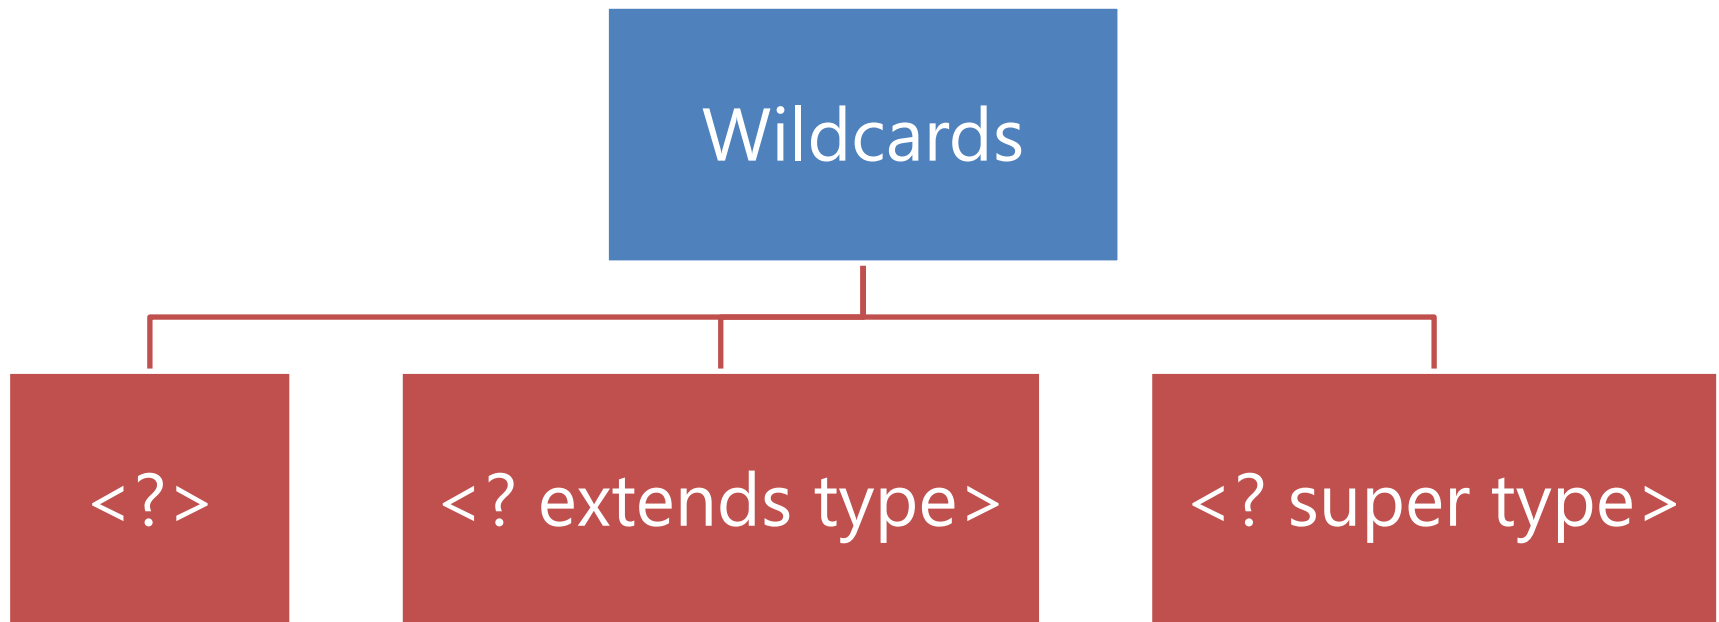 Wildcards
<?>
<? extends type>
<? super type>